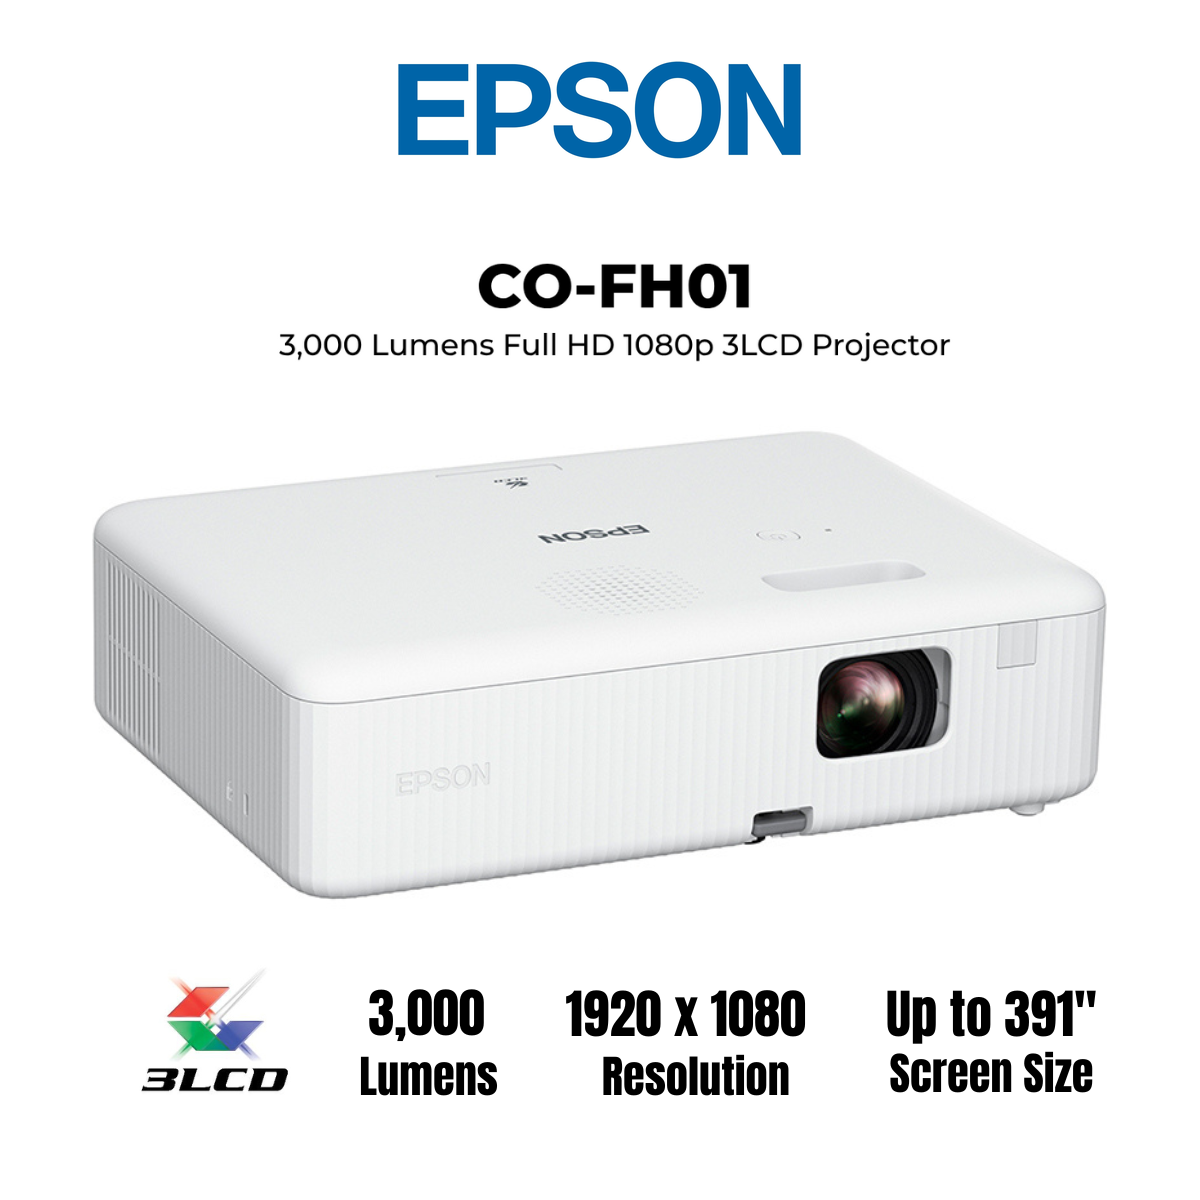 EPSON
CO-FH01
3,000 Lumens Full HD 1080p 3LCD Projector
3LCD
EPSON
EPSON
3LCD
3,000
Lumens
1920 x 1080
Resolution
Up to 391"
Screen Size